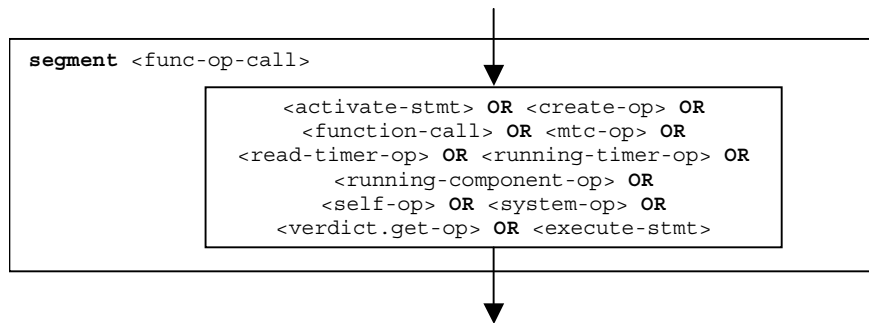 segment <func-op-call>
<activate-stmt> OR <create-op> OR
<function-call> OR <mtc-op> OR
<read-timer-op> OR <running-timer-op> OR
<running-component-op> OR
<self-op> OR <system-op> OR
<verdict.get-op> OR <execute-stmt>